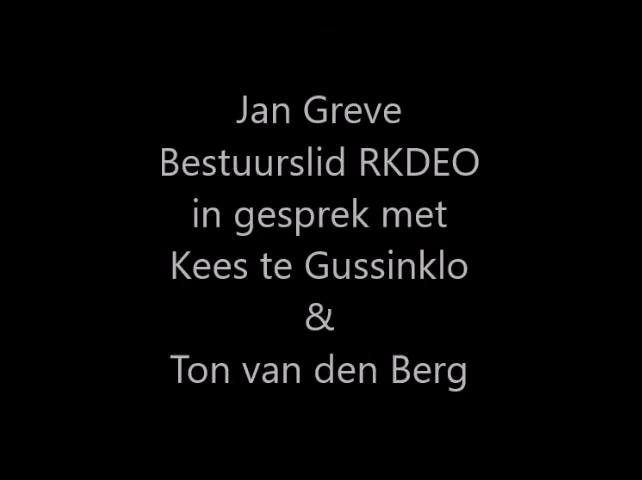 Jan Greve
Bestuurslid RKDEO
in gesprek met
Kees te Gussinklo
&
Ton van den Berg